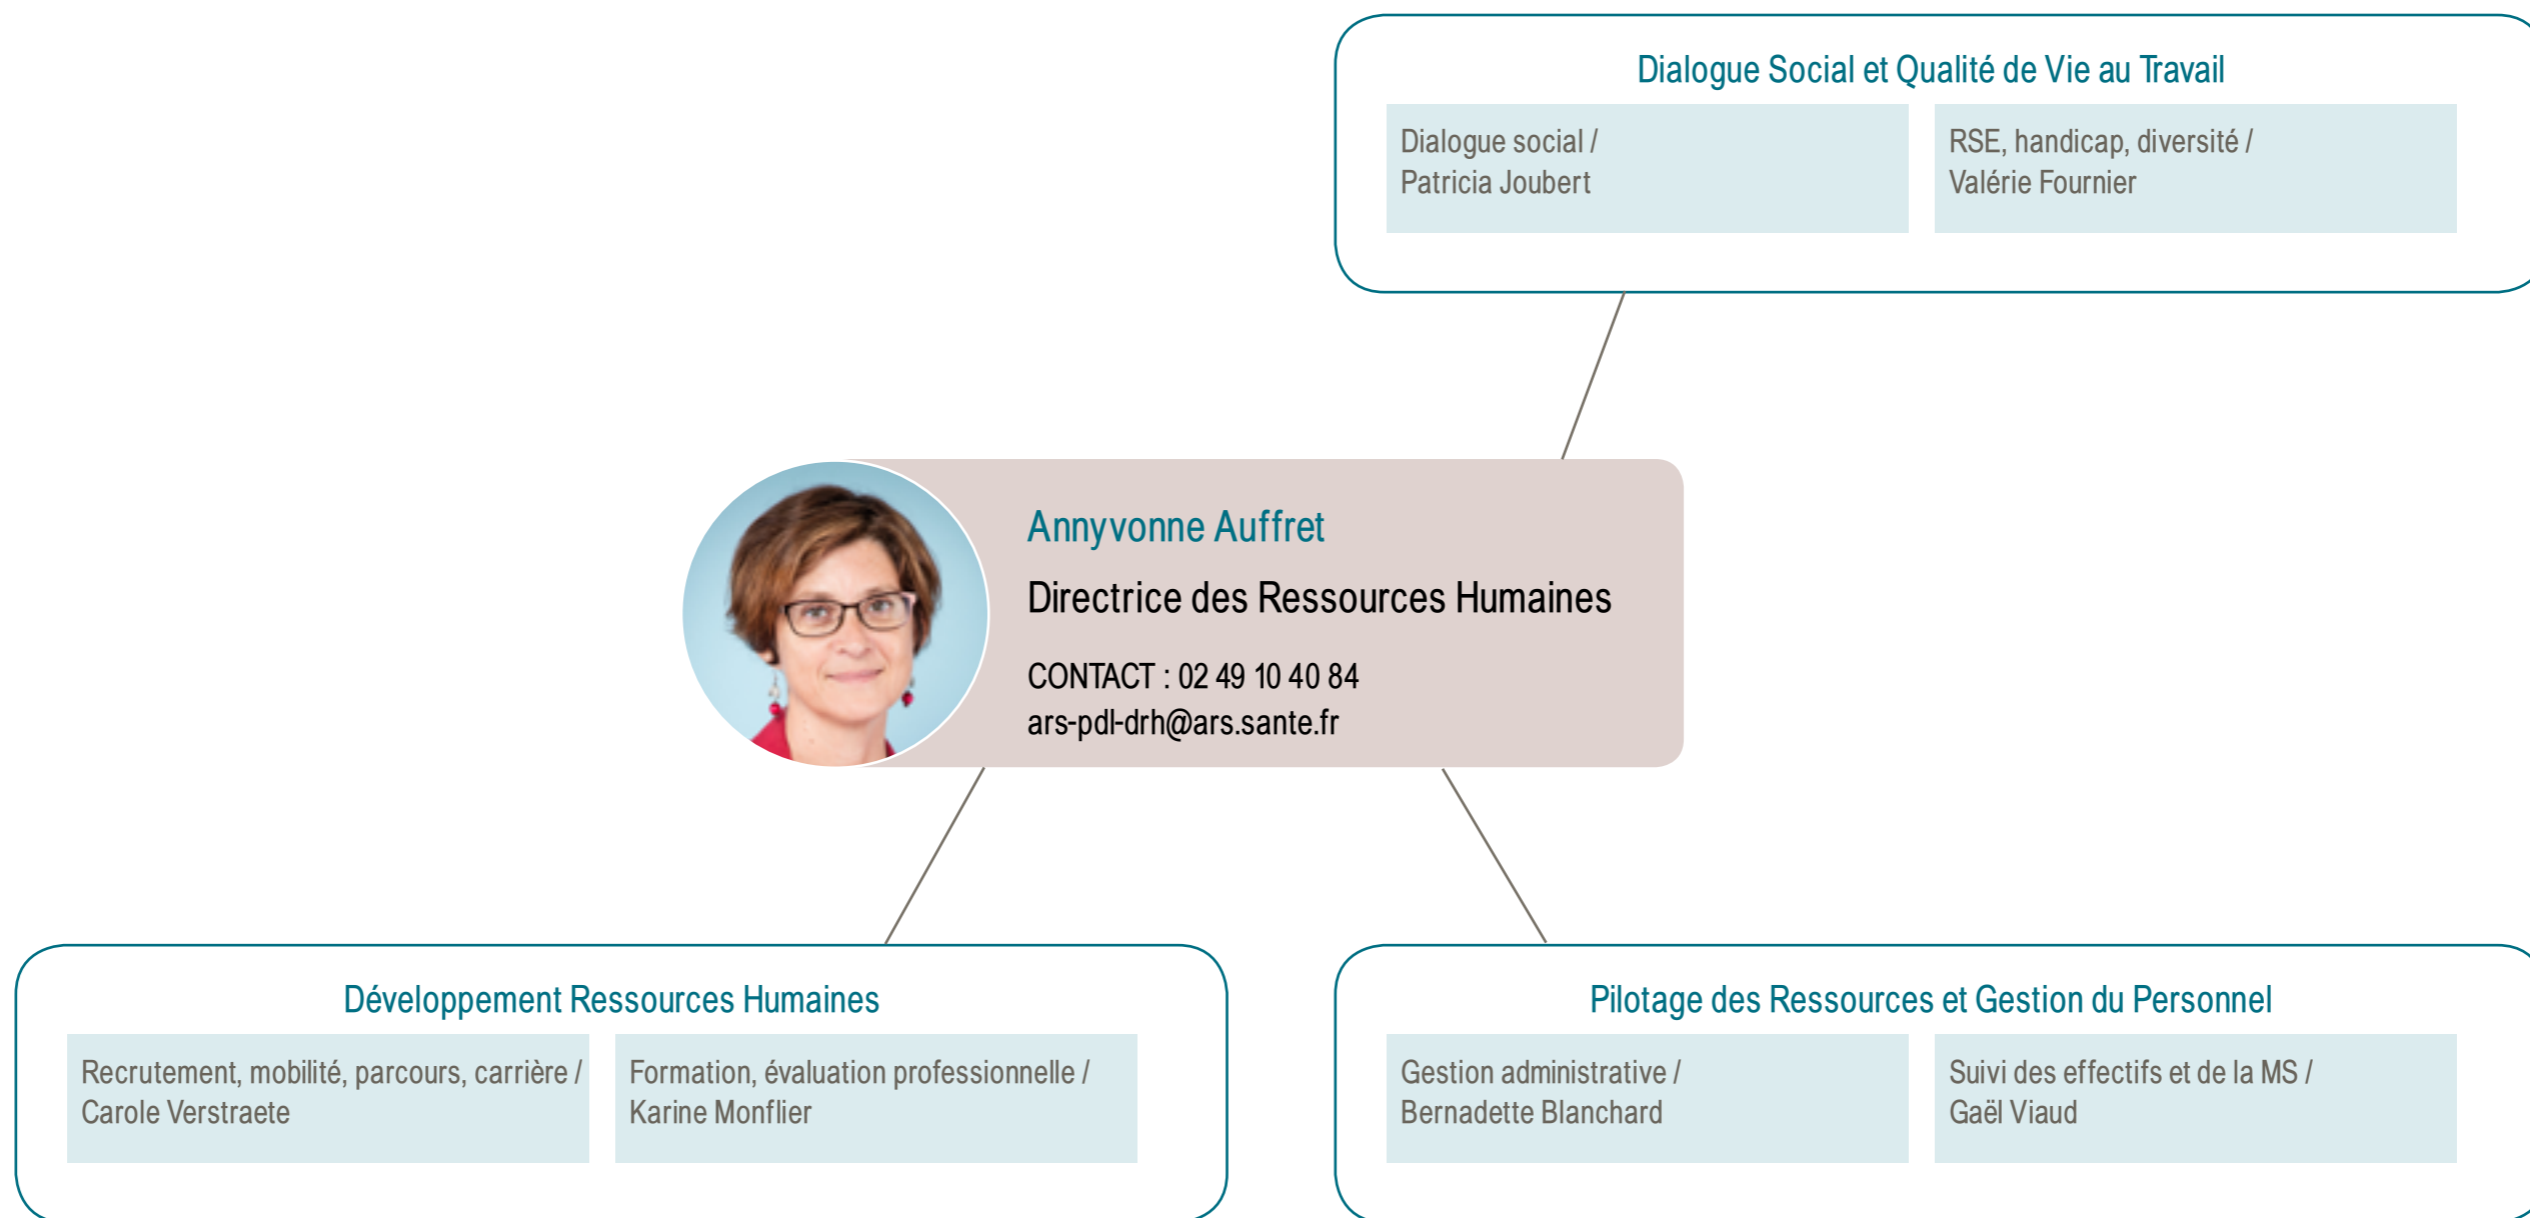 Dialogue Social et Qualité de Vie au Travail
Dialogue social /
Patricia Joubert
RSE, handicap, diversité /
Valérie Fournier
Annyvonne Auffret
Directrice des Ressources Humaines
CONTACT : 02 49 10 40 84
ars-pdl-drh@ars.sante.fr
Développement Ressources Humaines
Recrutement, mobilité, parcours, carrière /
Carole Verstraete
Formation, évaluation professionnelle /
Karine Monflier
Pilotage des Ressources et Gestion du Personnel
Gestion administrative /
Bernadette Blanchard
Suivi des effectifs et de la MS /
Gaël Viaud